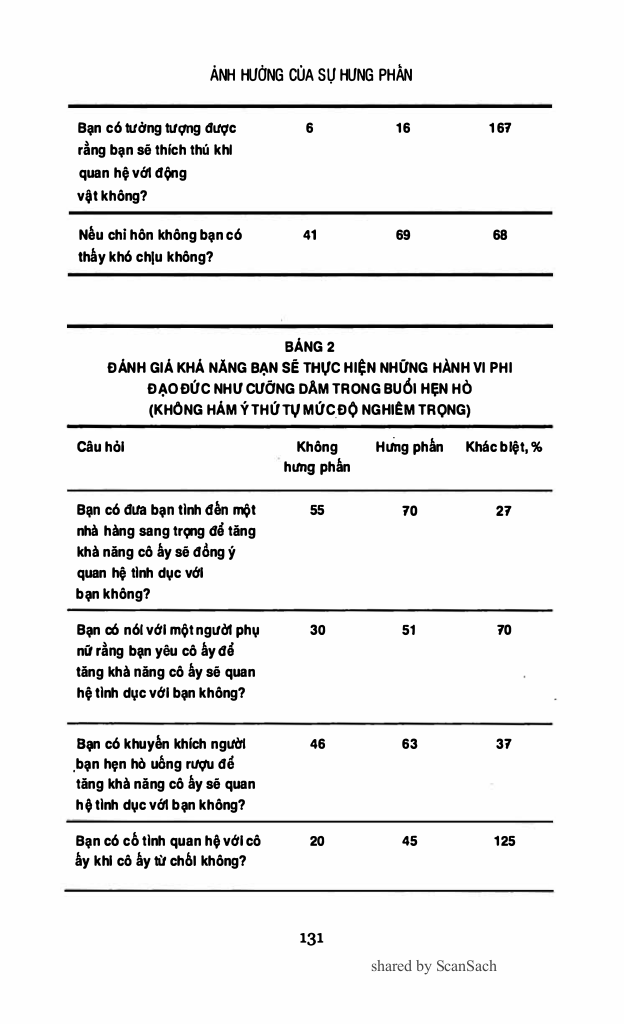 ẢNH HƯỞNG CỦA SỰ HƯNG PHẤN
Bạn có tưởng tượng được 6 16 167
rằng bạn sẽ thích thú khi
quan hệ với động
vật không?
Nếu chỉ hôn không bạn có 41 69 68
thấy khó chịu không?
BẢNG 2
ĐÁNH GIÁ KHẢ NĂNG BẠN SẼ THỰC HIỆN NHỮNG HÀNH VI PHI
ĐẠO ĐỨC NHƯ CƯỠNG DÂM TRONG BUỔI HẸN HÒ
(KHÔNG HÀM Ý THỨ TỰ MỨC ĐỘ NGHIÊM TRỌNG)
Câu hỏi Không Hưng phấn Khác biệt, %
hưng phấn
Bạn có đưa bạn tình đến một 55 70 27
nhà hàng sang trọng để tăng
khả năng cô ấy sẽ đồng ý
quan hệ tình dục với
bạn không?
Bạn có nói với một người phụ 30 51 70
nữ rằng bạn yêu cô ấy để
tăng khả năng cô ấy sẽ quan
hệ tình dục với bạn không?
Bạn có khuyến khích người 46 63 37
bạn hẹn hò uống rượu để
tăng khả năng cô ấy sẽ quan
hệ tình dục với bạn không?
Bạn có cố tình quan hệ với cô 20 45 125
ấy khi cô ấy từ chối không?
131
shared by ScanSach